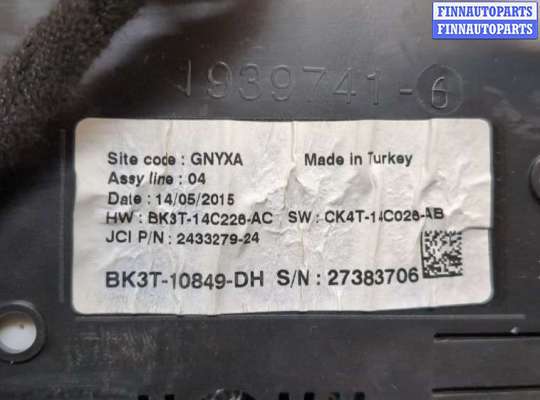 FINNAUTOPARTS
FINNAUTOPARTS
1939741-6
Site code : GNYXA Made in Turkey
Assy line : 04
Date : 14/05/2015
HW : BK3T-14C226-AC SW : CK4T-14C026-AB
JCI P/N : 2433279-24
BK3T-10849-DH S/N : 27383706